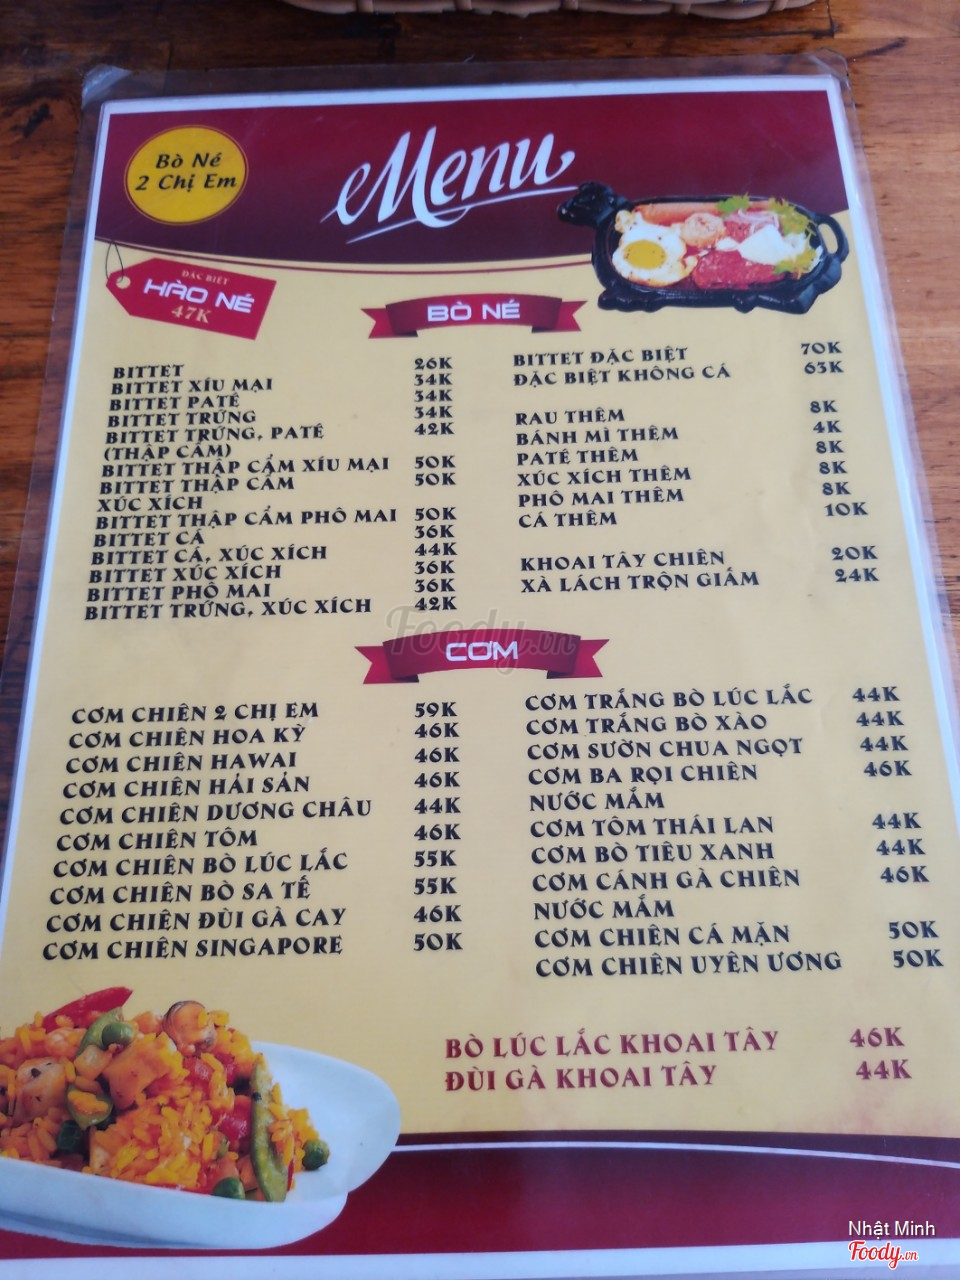 Bò Né
2 Chị Em
Menu
ĐẶC BIỆT
HÀO NÉ
47K
BÒ NÉ
BITTET 26K
BITTET XÍU MẠI 34K
BITTET PATÉ 34K
BITTET TRỨNG 34K
BITTET TRỨNG, PATÉ 42K
(THẬP CẨM)
BITTET THẬP CẨM XÍU MẠI 50K
BITTET THẬP CẨM 50K
XÚC XÍCH
BITTET THẬP CẨM PHÔ MAI 50K
BITTET CÁ 36K
BITTET CÁ, XÚC XÍCH 44K
BITTET XÚC XÍCH 36K
BITTET PHÔ MAI 36K
BITTET TRỨNG, XÚC XÍCH 42K
BITTET ĐẶC BIỆT 70K
ĐẶC BIỆT KHÔNG CÁ 63K
RAU THÊM 8K
BÁNH MÌ THÊM 4K
PATÉ THÊM 8K
XÚC XÍCH THÊM 8K
PHÔ MAI THÊM 8K
CÁ THÊM 10K
KHOAI TÂY CHIÊN 20K
XÀ LÁCH TRỘN GIẤM 24K
Foody.vn
CƠM
CƠM CHIÊN 2 CHỊ EM 59K
CƠM CHIÊN HOA KỲ 46K
CƠM CHIÊN HAWAI 46K
CƠM CHIÊN HẢI SẢN 46K
CƠM CHIÊN DƯƠNG CHÂU 44K
CƠM CHIÊN TÔM 46K
CƠM CHIÊN BÒ LÚC LẮC 55K
CƠM CHIÊN BÒ SA TẾ 55K
CƠM CHIÊN ĐÙI GÀ CAY 46K
CƠM CHIÊN SINGAPORE 50K
CƠM TRẮNG BÒ LÚC LẮC 44K
CƠM TRẮNG BÒ XÀO 44K
CƠM SƯỜN CHUA NGỌT 44K
CƠM BA RỌI CHIÊN 46K
NƯỚC MẮM
CƠM TÔM THÁI LAN 44K
CƠM BÒ TIÊU XANH 44K
CƠM CÁNH GÀ CHIÊN 46K
NƯỚC MẮM
CƠM CHIÊN CÁ MẶN 50K
CƠM CHIÊN UYÊN ƯƠNG 50K
BÒ LÚC LẮC KHOAI TÂY 46K
ĐÙI GÀ KHOAI TÂY 44K
Nhật Minh
Foody.vn